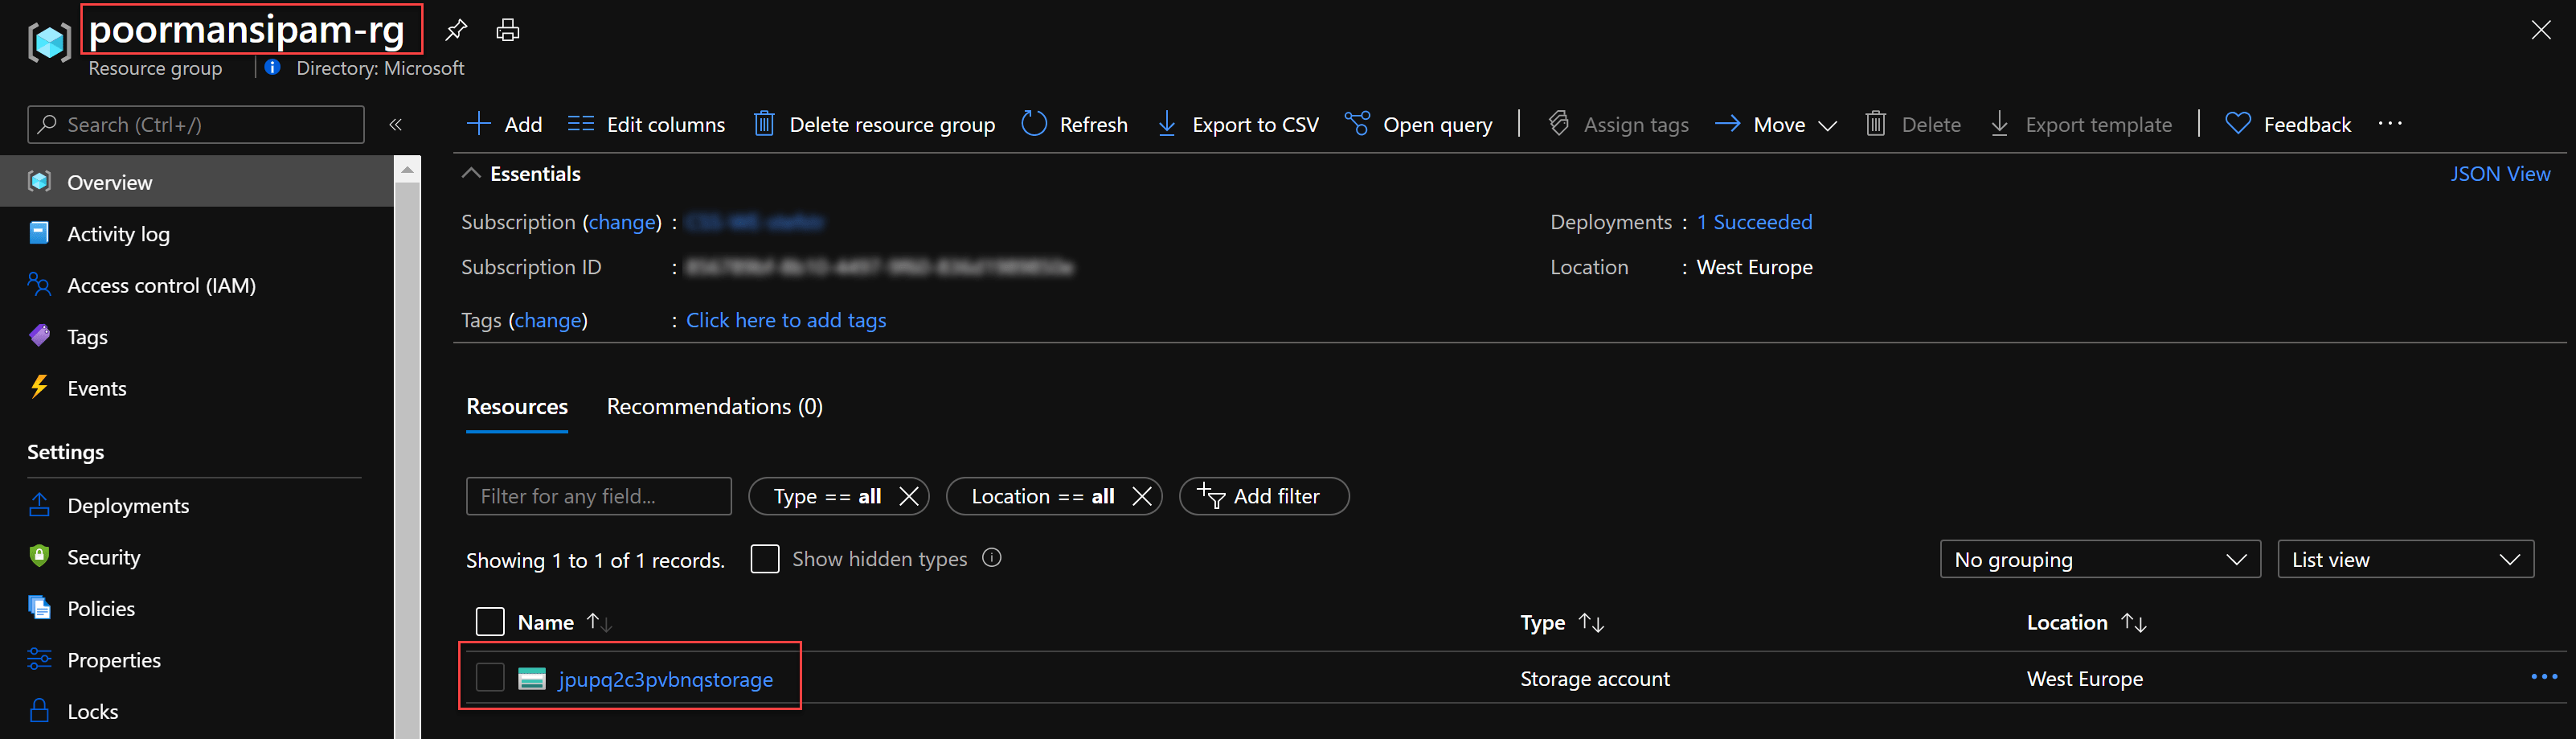 poormansipam-rg
Resource group
Directory: Microsoft
Search (Ctrl+/)
Overview
Activity log
Access control (IAM)
Tags
Events
Settings
Deployments
Security
Policies
Properties
Locks
Add
Edit columns
Delete resource group
Refresh
Export to CSV
Open query
Assign tags
Move
Delete
Export template
Feedback
Essentials
JSON View
Subscription (change) :
Deployments : 1 Succeeded
Subscription ID :
Location : West Europe
Tags (change) : Click here to add tags
Resources
Recommendations (0)
Filter for any field...
Type == all
Location == all
Add filter
Showing 1 to 1 of 1 records.
Show hidden types
No grouping
List view
Name
Type
Location
jpupq2c3pvbnqstorage
Storage account
West Europe